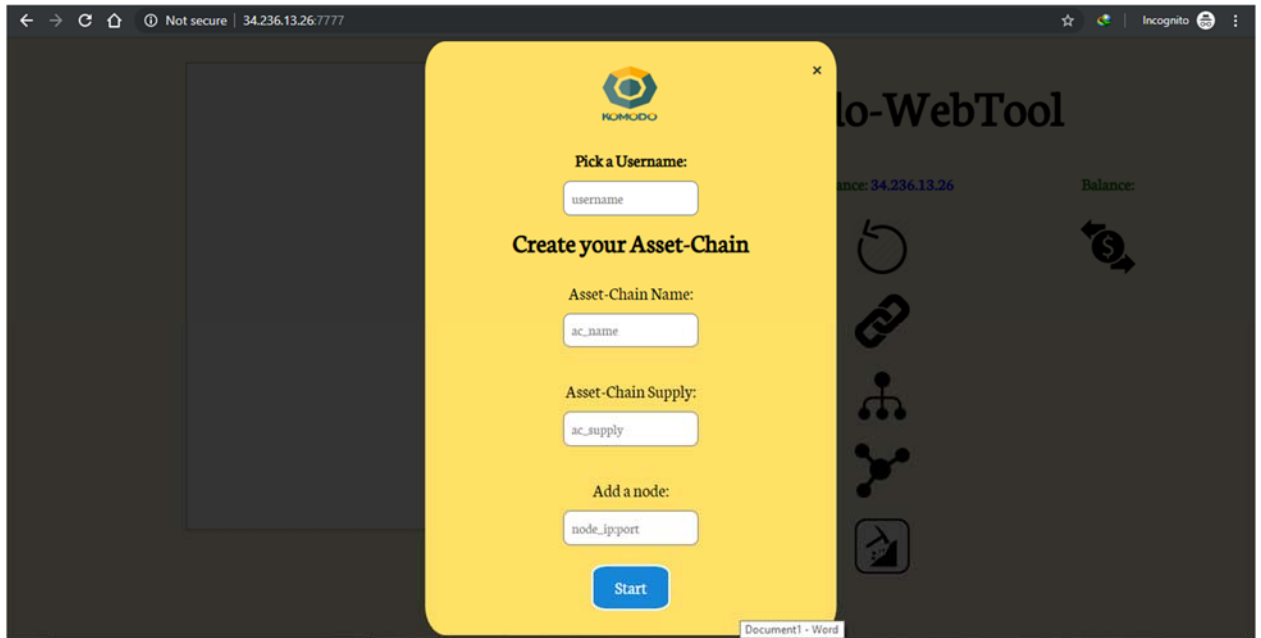 Not secure | 34.236.13.26:7777
Incognito
×
KOMODO
Pick a Username:
username
Create your Asset-Chain
Asset-Chain Name:
ac_name
Asset-Chain Supply:
ac_supply
Add a node:
node_ip:port
Start
lo-WebTool
ance: 34.236.13.26
Balance:
$
Document1 - Word